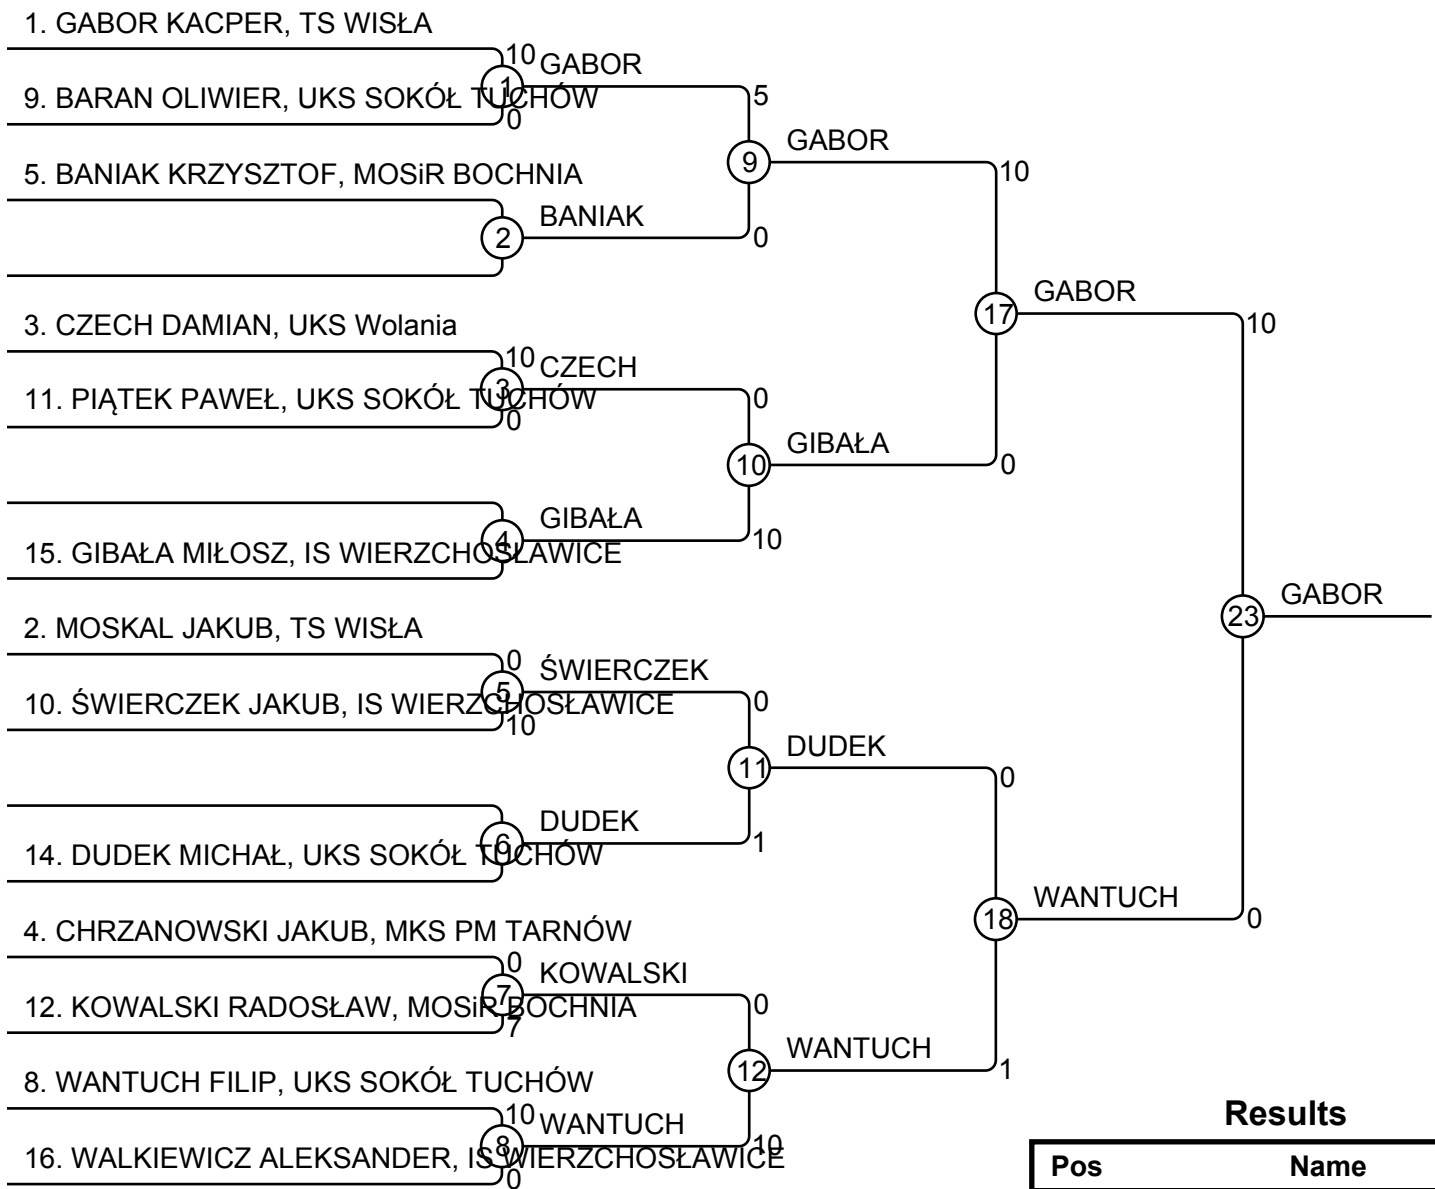 1. GABOR KACPER, TS WISŁA
10
GABOR
1
9. BARAN OLIWIER, UKS SOKÓŁ TUCHÓW
0
5
GABOR
9
5. BANIAK KRZYSZTOF, MOSiR BOCHNIA
10
BANIAK
2
0
GABOR
17
3. CZECH DAMIAN, UKS Wolania
10
10
CZECH
3
11. PIĄTEK PAWEŁ, UKS SOKÓŁ TUCHÓW
0
0
GIBAŁA
10
0
GIBAŁA
4
10
15. GIBAŁA MIŁOSZ, IS WIERZCHOSŁAWICE
GABOR
23
2. MOSKAL JAKUB, TS WISŁA
0
ŚWIERCZEK
5
10. ŚWIERCZEK JAKUB, IS WIERZCHOSŁAWICE
10
0
DUDEK
11
0
DUDEK
6
1
14. DUDEK MICHAŁ, UKS SOKÓŁ TUCHÓW
WANTUCH
18
0
4. CHRZANOWSKI JAKUB, MKS PM TARNÓW
0
KOWALSKI
7
12. KOWALSKI RADOSŁAW, MOSiR BOCHNIA
7
0
WANTUCH
12
1
8. WANTUCH FILIP, UKS SOKÓŁ TUCHÓW
10
WANTUCH
8
10
16. WALKIEWICZ ALEKSANDER, IS WIERZCHOSŁAWICE
0
Results
Pos Name